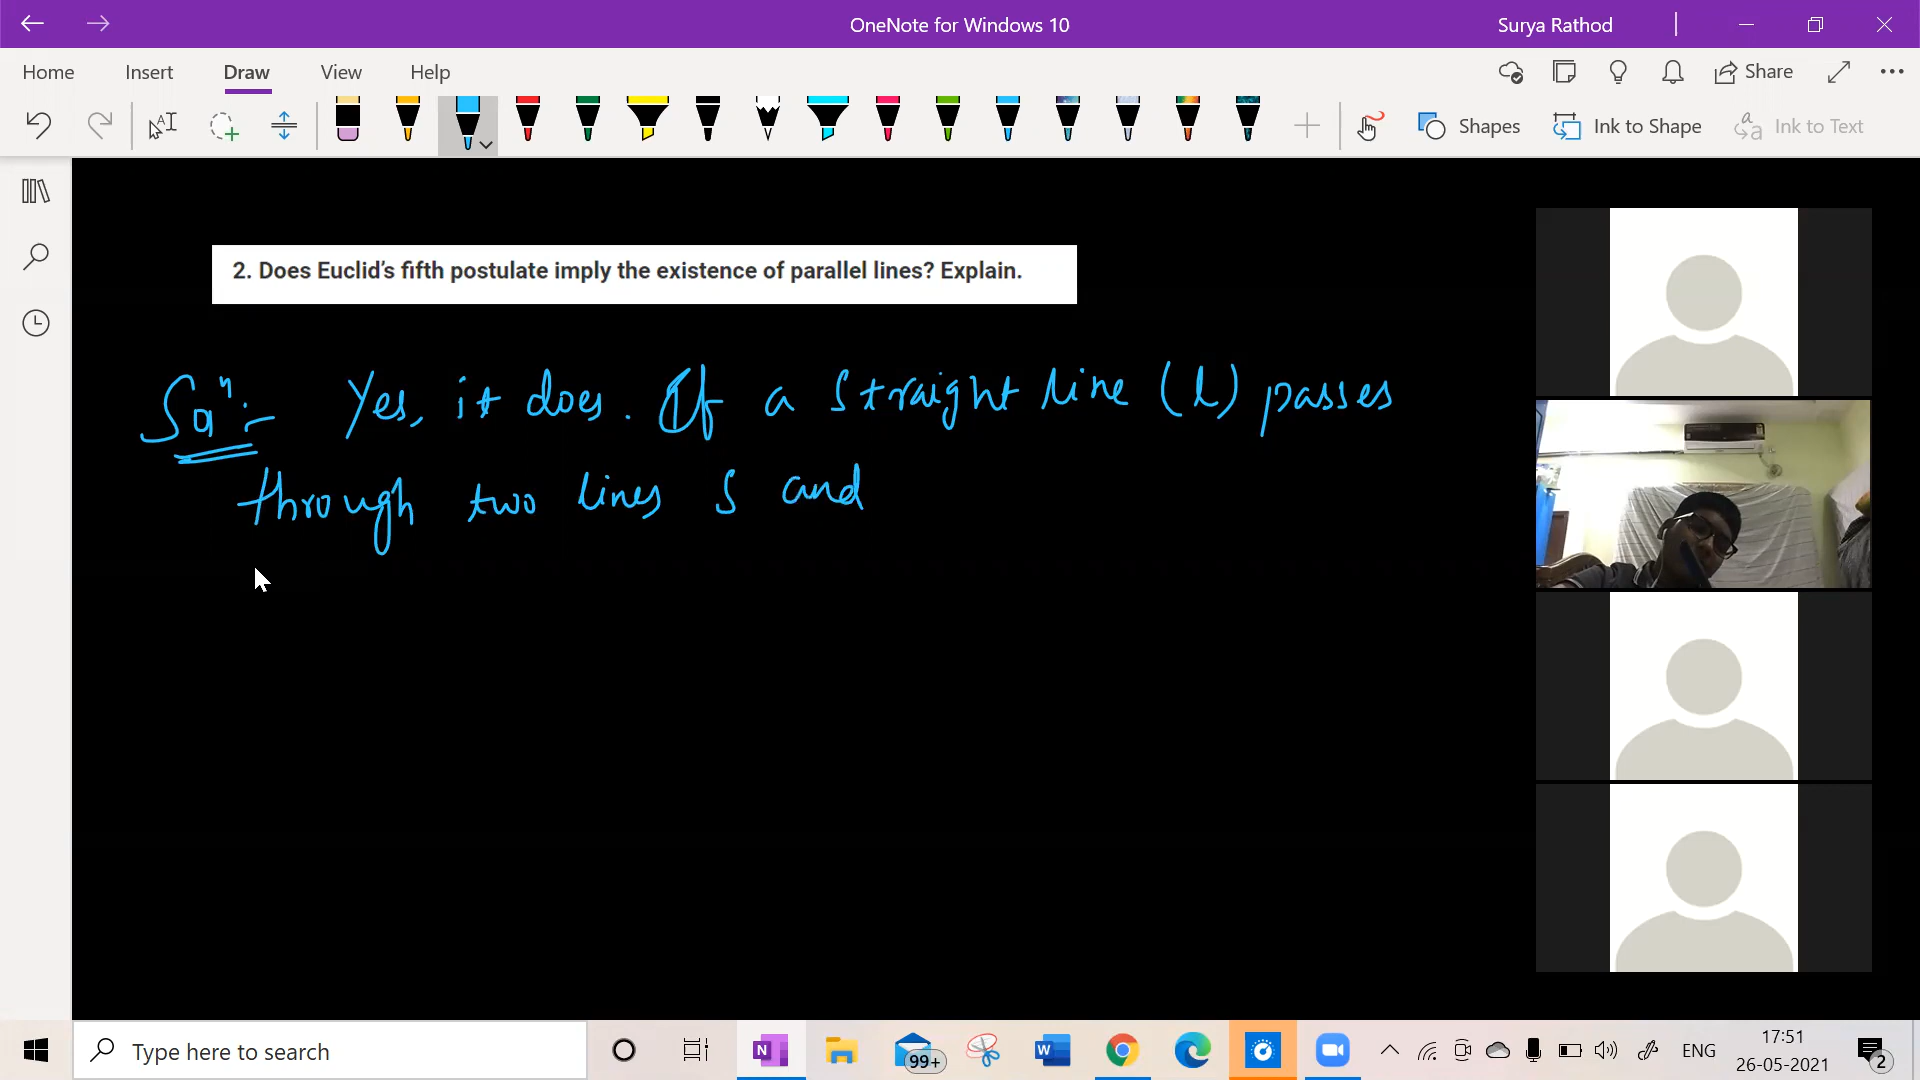 OneNote for Windows 10
Surya Rathod
Home Insert Draw View Help
Share
Shapes Ink to Shape Ink to Text
2. Does Euclid's fifth postulate imply the existence of parallel lines? Explain.
Solⁿ:- Yes, it does. If a straight line (l) passes
through two lines S and
Type here to search
99+
ENG
17:51
26-05-2021
2